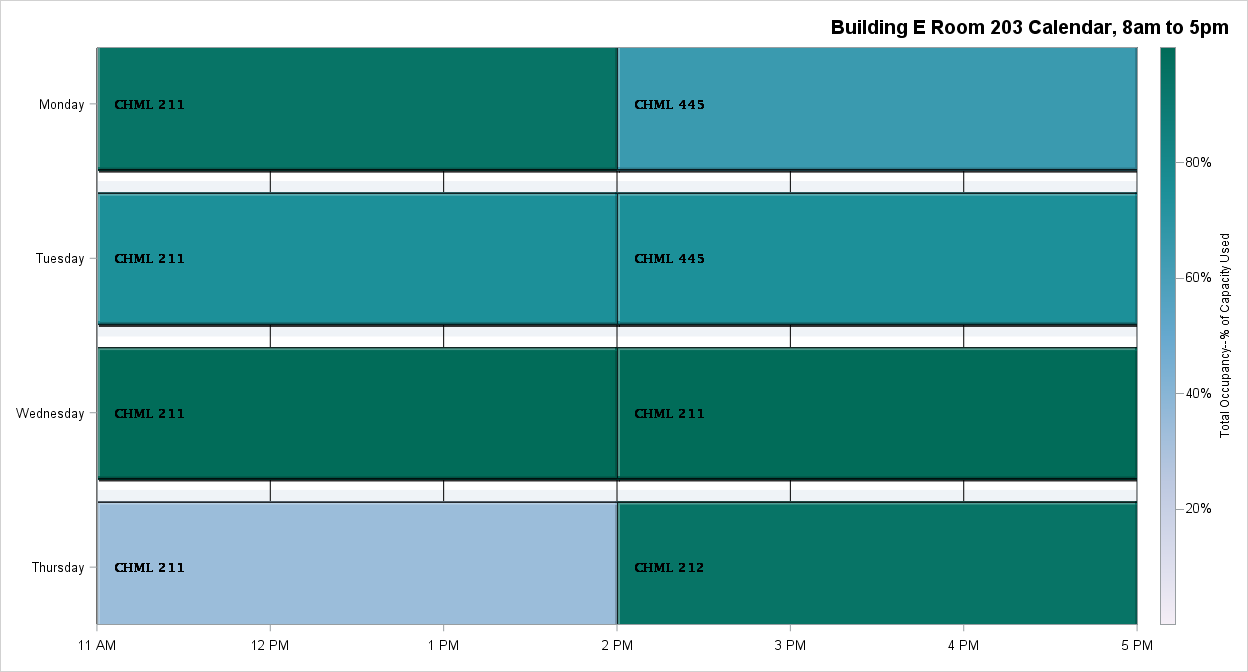 Building E Room 203 Calendar, 8am to 5pm
Monday
CHML 211
CHML 445
Tuesday
CHML 211
CHML 445
Wednesday
CHML 211
CHML 211
Thursday
CHML 211
CHML 212
11 AM
12 PM
1 PM
2 PM
3 PM
4 PM
5 PM
80%
60%
40%
20%
Total Occupancy--% of Capacity Used